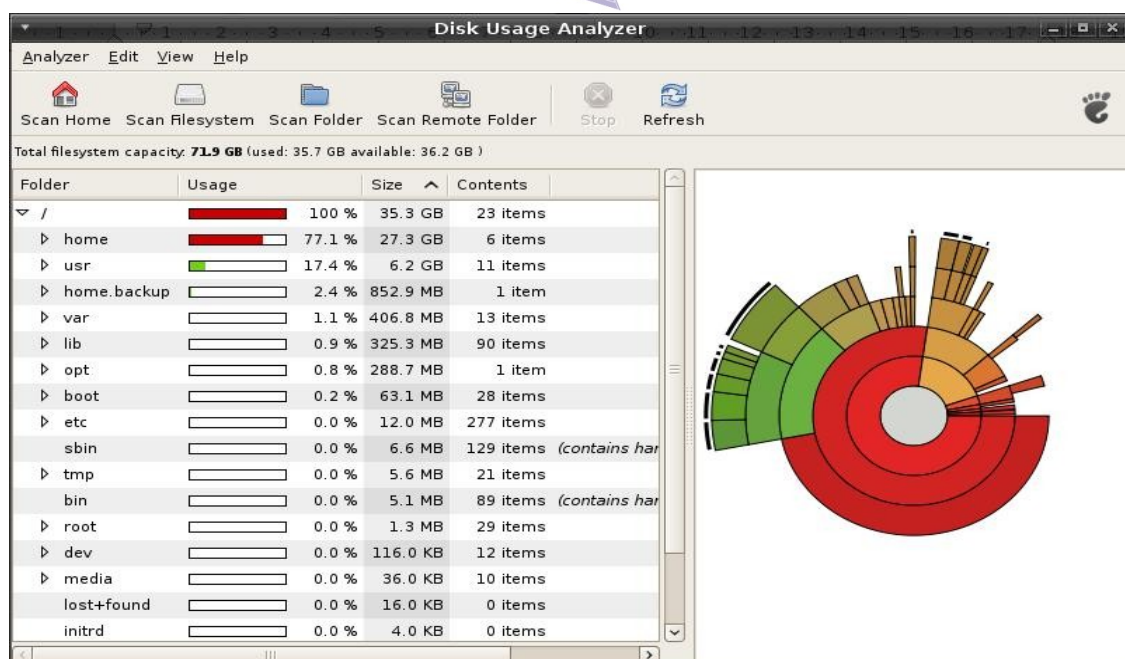 Disk Usage Analyzer
Analyzer Edit View Help
Scan Home Scan Filesystem Scan Folder Scan Remote Folder Stop Refresh
Total filesystem capacity: 71.9 GB (used: 35.7 GB available: 36.2 GB )
Folder Usage Size Contents
/ 100 % 35.3 GB 23 items
home 77.1 % 27.3 GB 6 items
usr 17.4 % 6.2 GB 11 items
home.backup 2.4 % 852.9 MB 1 item
var 1.1 % 406.8 MB 13 items
lib 0.9 % 325.3 MB 90 items
opt 0.8 % 288.7 MB 1 item
boot 0.2 % 63.1 MB 28 items
etc 0.0 % 12.0 MB 277 items
sbin 0.0 % 6.6 MB 129 items (contains har
tmp 0.0 % 5.6 MB 21 items
bin 0.0 % 5.1 MB 89 items (contains har
root 0.0 % 1.3 MB 29 items
dev 0.0 % 116.0 KB 12 items
media 0.0 % 36.0 KB 10 items
lost+found 0.0 % 16.0 KB 0 items
initrd 0.0 % 4.0 KB 0 items